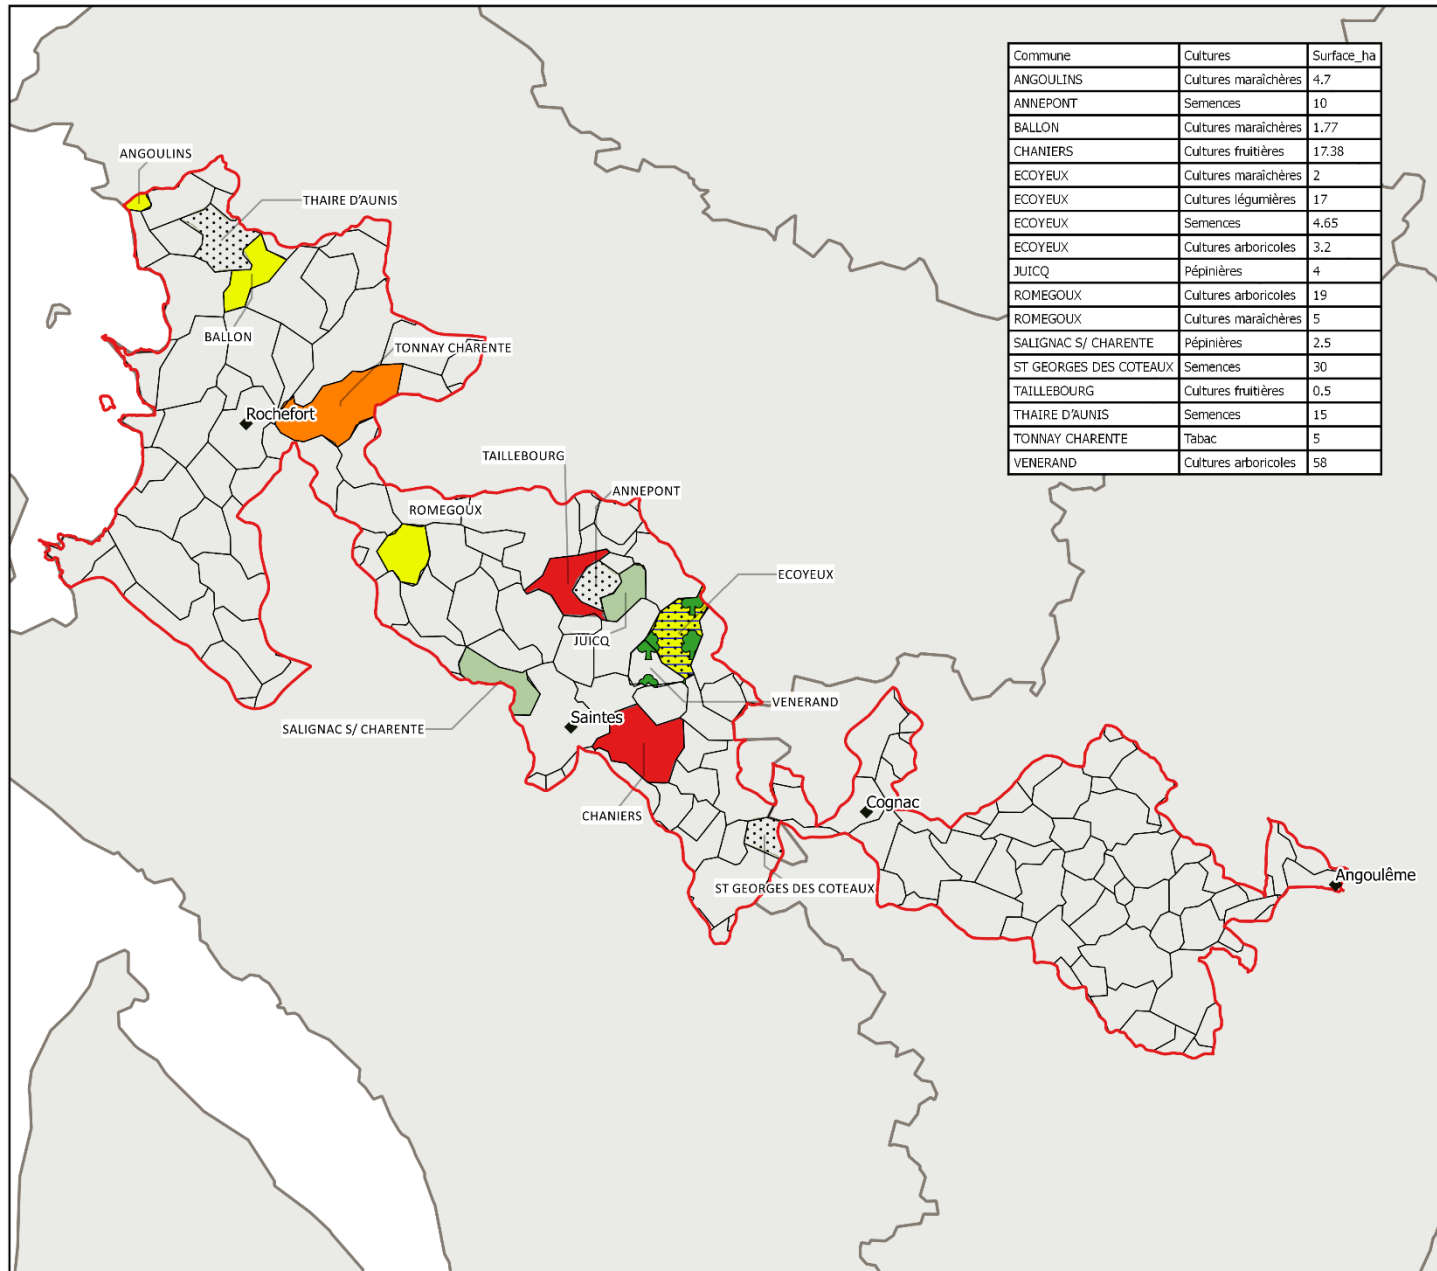 Commune Cultures Surface_ha
ANGOULINS Cultures maraîchères 4.7
ANNEPONT Semences 10
BALLON Cultures maraîchères 1.77
CHANIERS Cultures fruitières 17.38
ECOYEUX Cultures maraîchères 2
ECOYEUX Cultures légumières 17
ECOYEUX Semences 4.65
ECOYEUX Cultures arboricoles 3.2
JUICQ Pépinières 4
ROMEGOUX Cultures arboricoles 19
ROMEGOUX Cultures maraîchères 5
SALIGNAC S/ CHARENTE Pépinières 2.5
ST GEORGES DES COTEAUX Semences 30
TAILLEBOURG Cultures fruitières 0.5
THAIRE D'AUNIS Semences 15
TONNAY CHARENTE Tabac 5
VENERAND Cultures arboricoles 58
ANGOULINS
THAIRE D'AUNIS
BALLON
TONNAY CHARENTE
Rochefort
TAILLEBOURG
ANNEPONT
ROMEGOUX
ECOYEUX
JUICQ
VENERAND
SALIGNAC S/ CHARENTE
Saintes
CHANIERS
Cognac
ST GEORGES DES COTEAUX
Angoulême